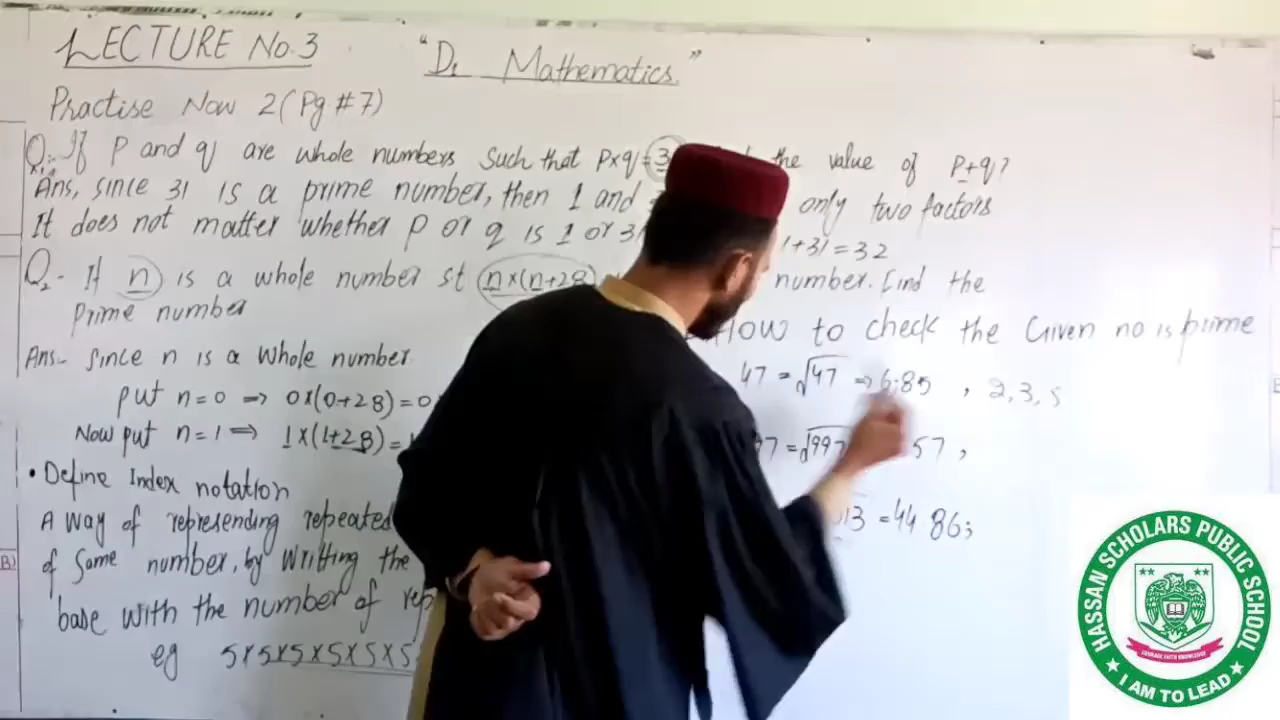 LECTURE No.3
"D1 Mathematics"
Practise Now 2 (Pg # 7)
Q1. If P and q are whole numbers such that P×q = 3 the value of P+q?
Ans, since 31 is a prime number, then 1 and only two factors
It does not matter whether p or q is 1 or 31 1+31 = 32
Q2- If n is a whole number st n×(n+28) number. Find the
Prime number
Ans- Since n is a whole number.
put n=0 => 0×(0+28)=0
Now put n=1 => 1×(1+28)=
• Define Index notation
A way of represending repeated
of same number, by writting the
base with the number of rep
eg 5×5×5×5×5×5
How to check the Given no is prime
47 = √47 => 6.85 , 2,3,5
97 = √997 57 ,
13 = 44 86;
HASSAN SCHOLARS PUBLIC SCHOOL
I AM TO LEAD